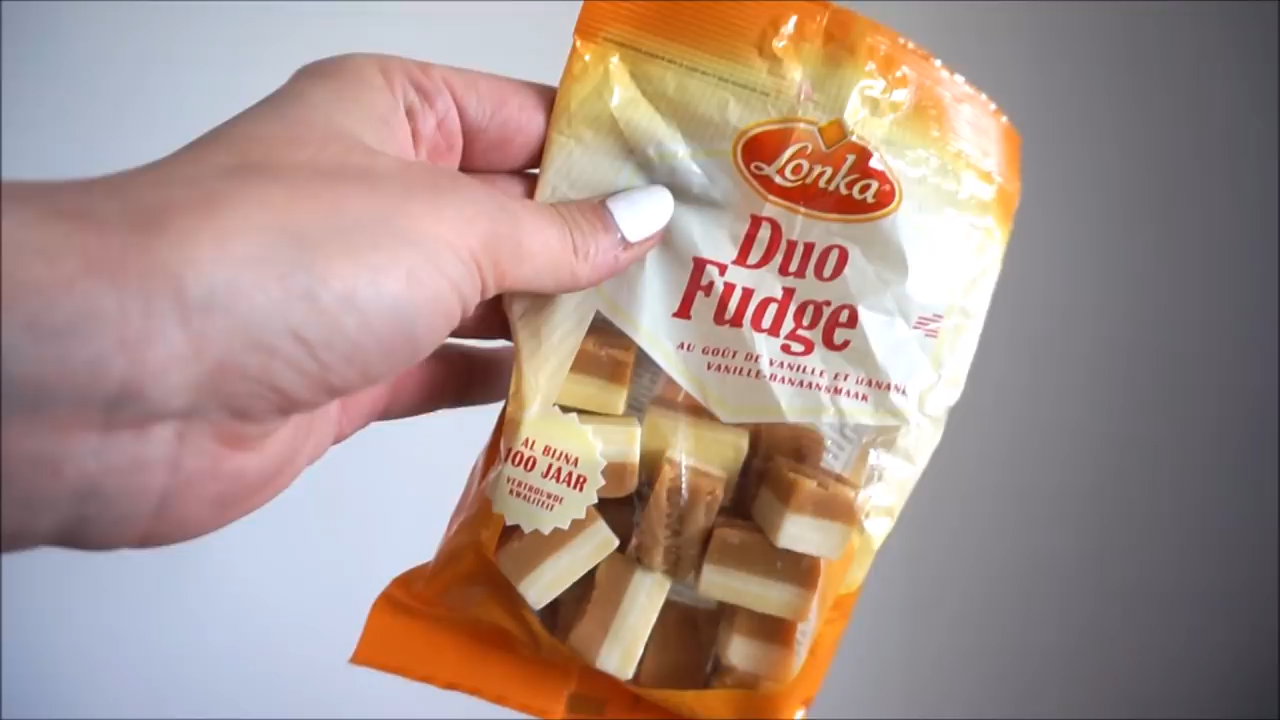 Lonka
Duo
Fudge
AU GOÛT DE VANILLE ET BANANE
VANILLE-BANAANSMAAK
AL BIJNA
100 JAAR
VERTROUWDE
KWALITEIT